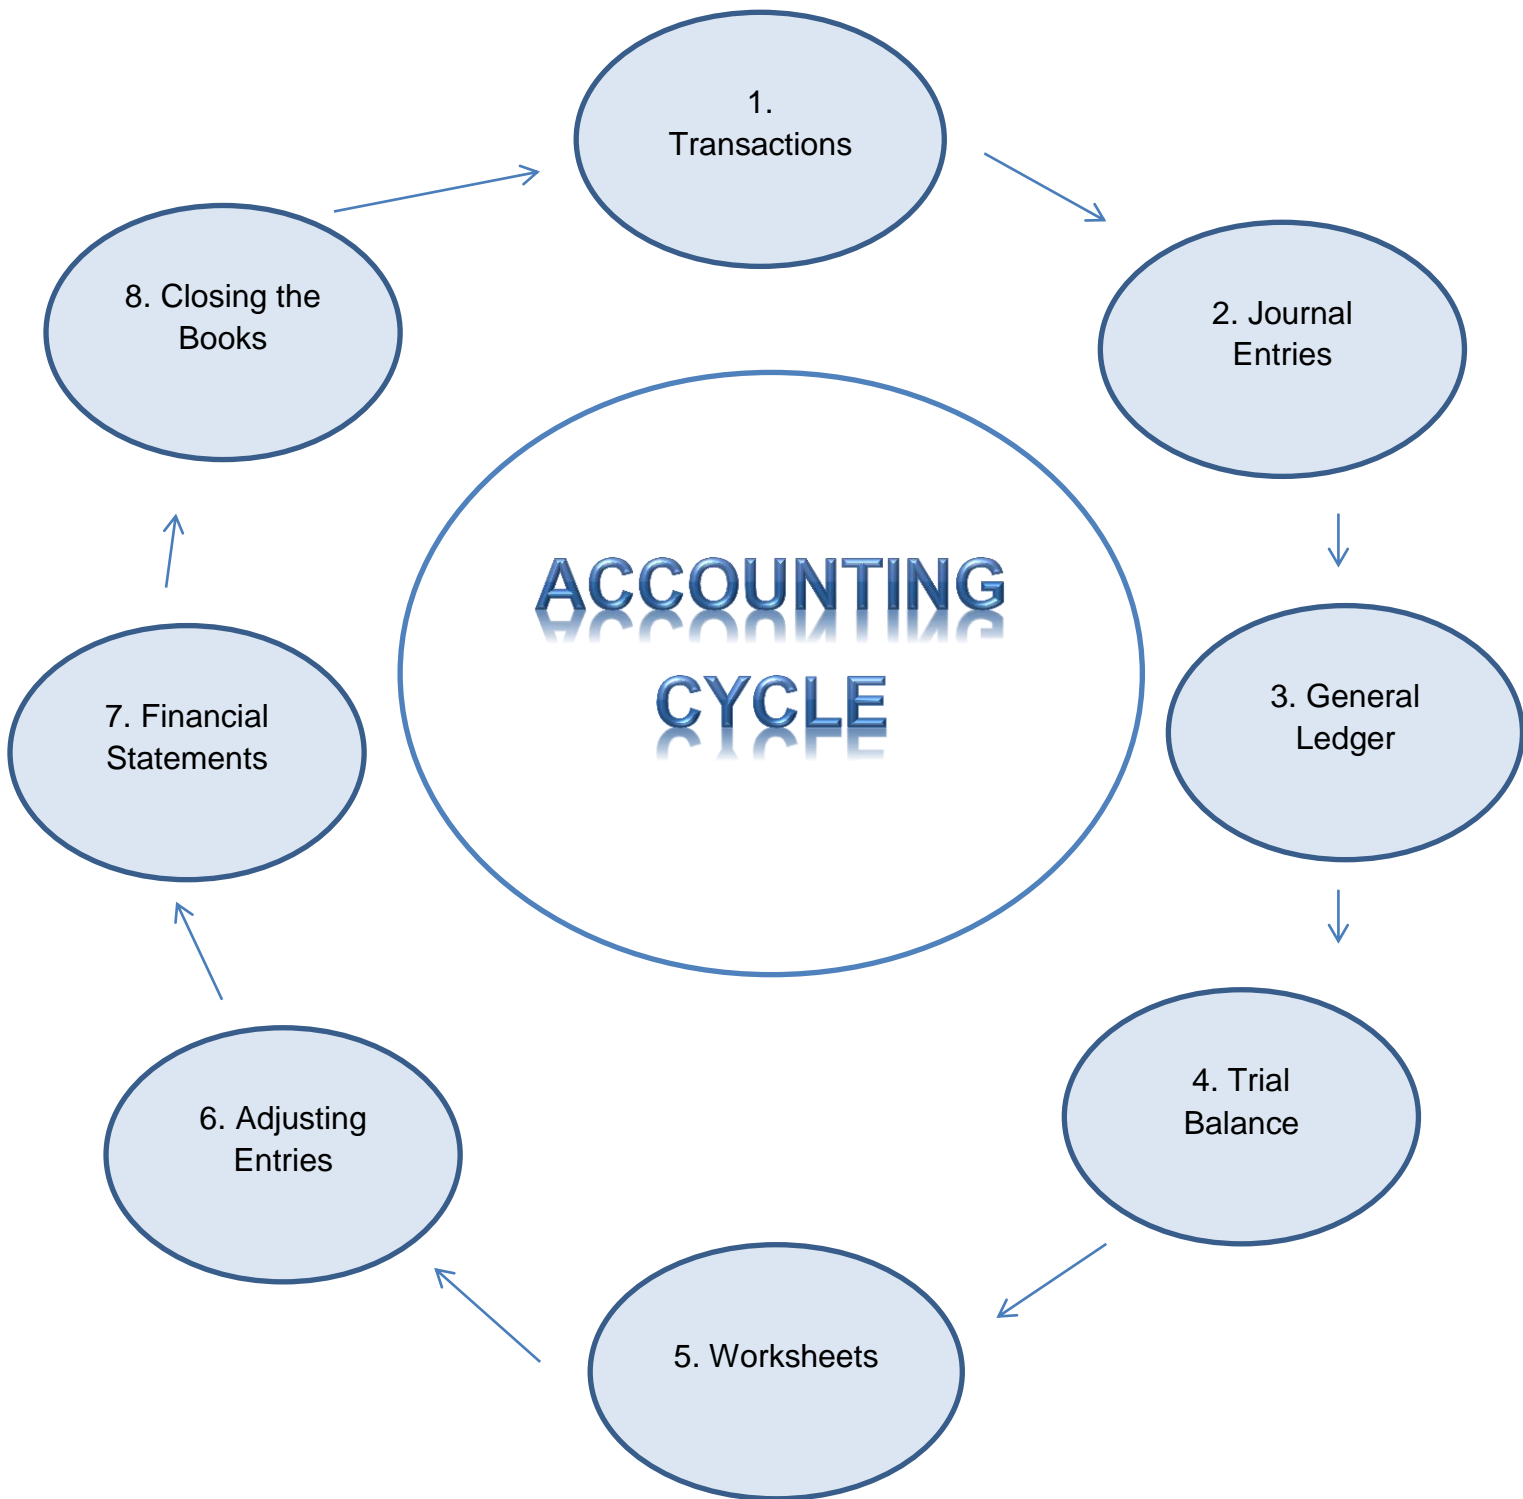 1.
Transactions
2. Journal
Entries
3. General
Ledger
4. Trial
Balance
5. Worksheets
6. Adjusting
Entries
7. Financial
Statements
8. Closing the
Books
ACCOUNTING
CYCLE